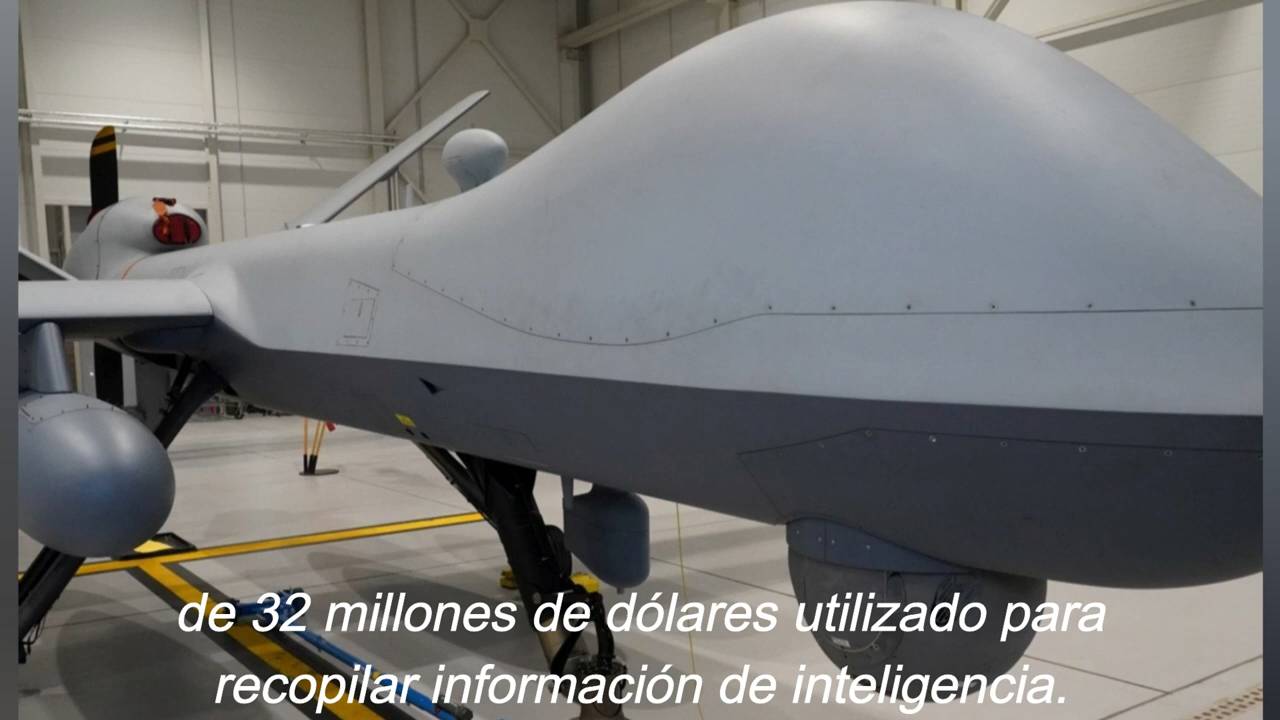 de 32 millones de dólares utilizado para
recopilar información de inteligencia.